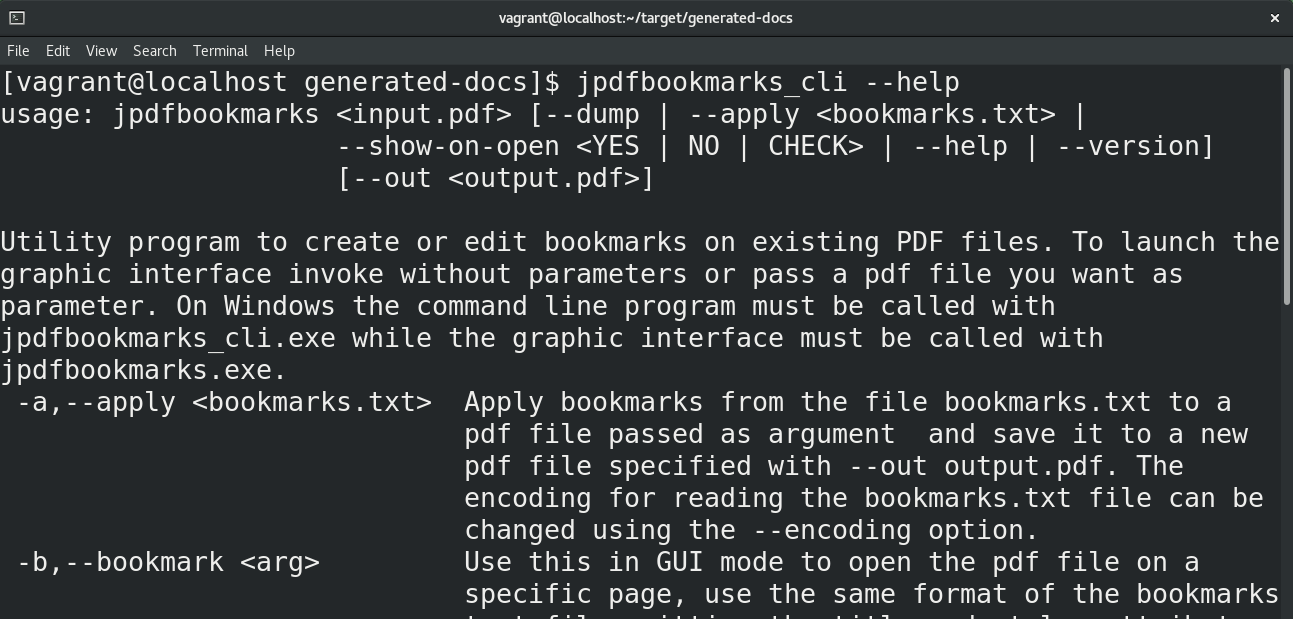 vagrant@localhost:~/target/generated-docs
File Edit View Search Terminal Help
[vagrant@localhost generated-docs]$ jpdfbookmarks_cli --help
usage: jpdfbookmarks <input.pdf> [--dump | --apply <bookmarks.txt> |
                     --show-on-open <YES | NO | CHECK> | --help | --version]
                     [--out <output.pdf>]

Utility program to create or edit bookmarks on existing PDF files. To launch the
graphic interface invoke without parameters or pass a pdf file you want as
parameter. On Windows the command line program must be called with
jpdfbookmarks_cli.exe while the graphic interface must be called with
jpdfbookmarks.exe.
 -a,--apply <bookmarks.txt>  Apply bookmarks from the file bookmarks.txt to a
                             pdf file passed as argument  and save it to a new
                             pdf file specified with --out output.pdf. The
                             encoding for reading the bookmarks.txt file can be
                             changed using the --encoding option.
 -b,--bookmark <arg>         Use this in GUI mode to open the pdf file on a
                             specific page, use the same format of the bookmarks